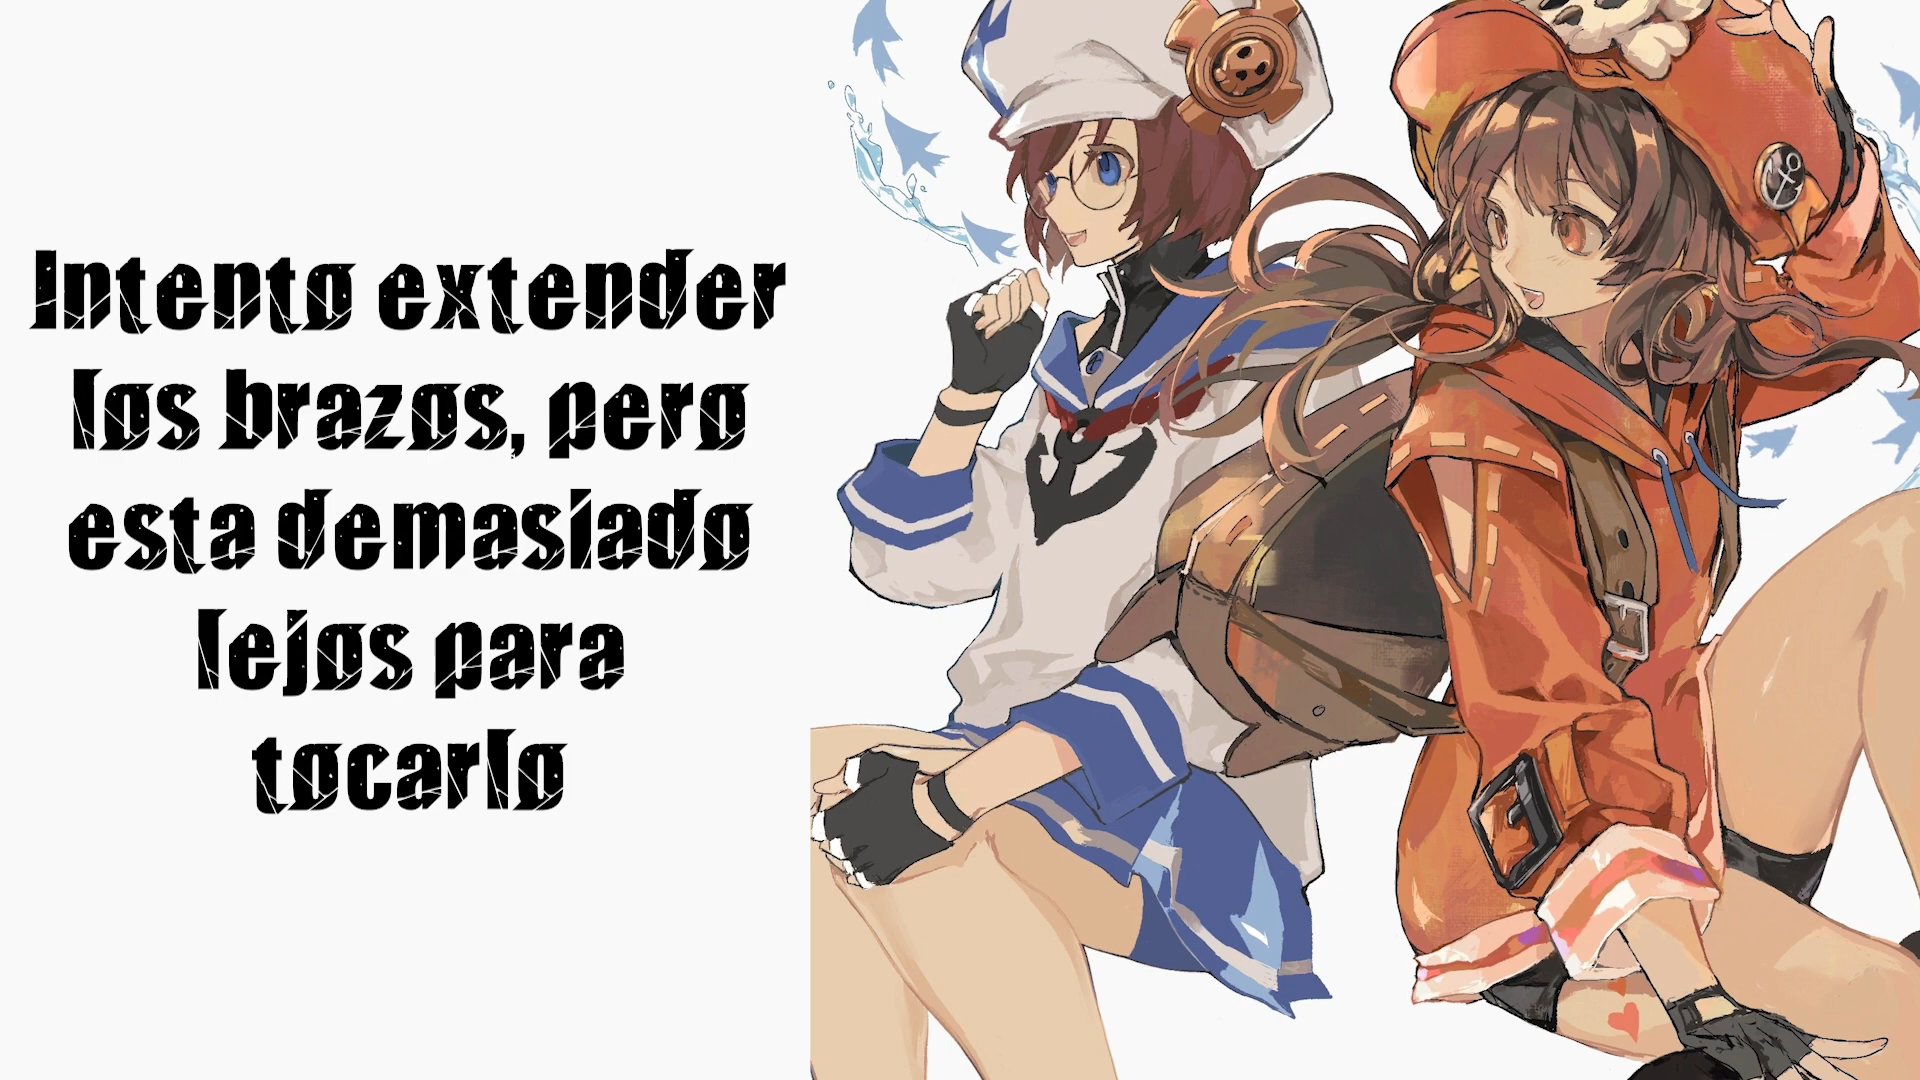 Intento extender
los brazos, pero
esta demasiado
lejos para
tocarlo